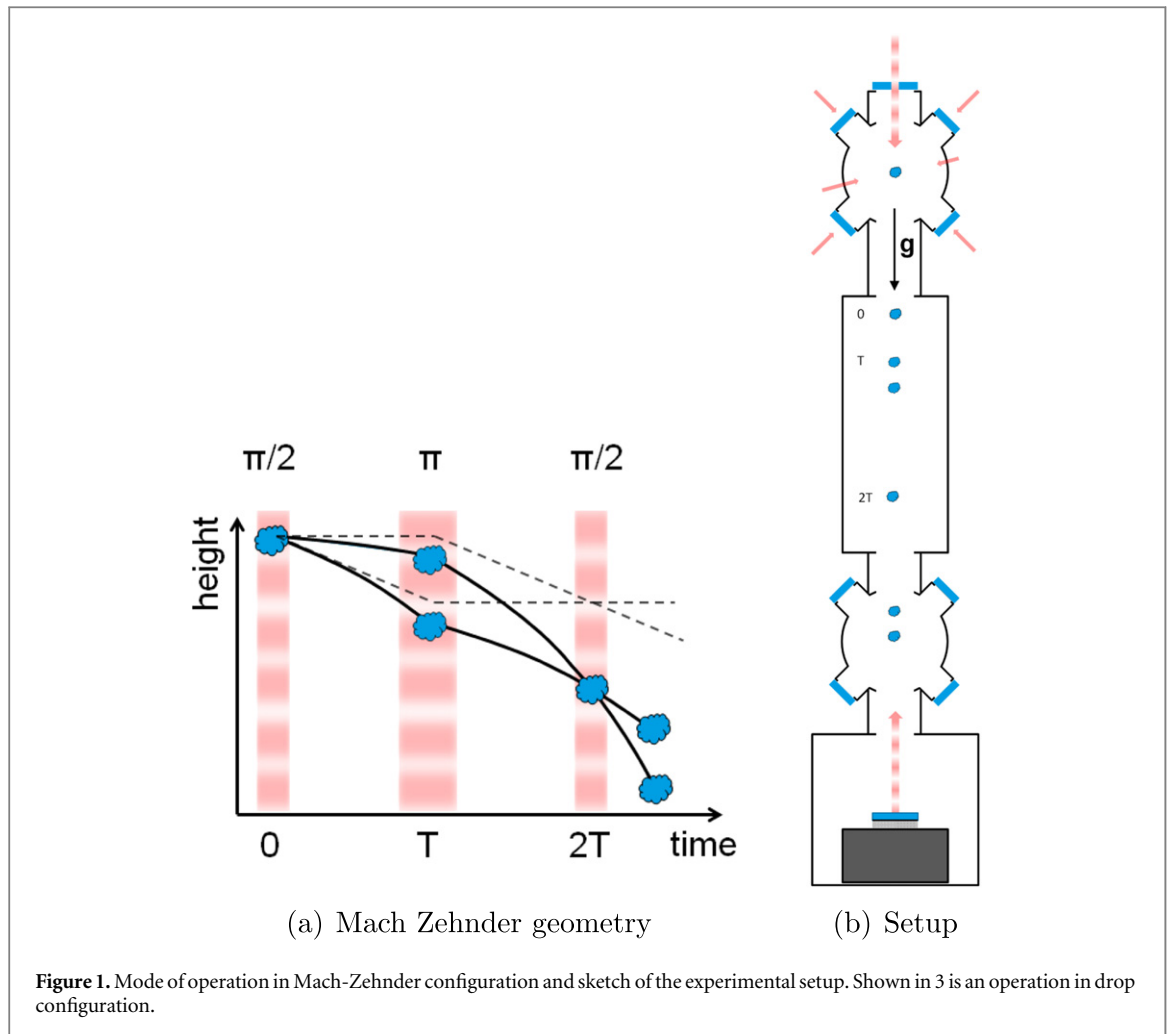 π/2 π π/2
height
0 T 2T time
g
0
T
2T
(a) Mach Zehnder geometry
(b) Setup
Figure 1. Mode of operation in Mach-Zehnder configuration and sketch of the experimental setup. Shown in 3 is an operation in drop
configuration.